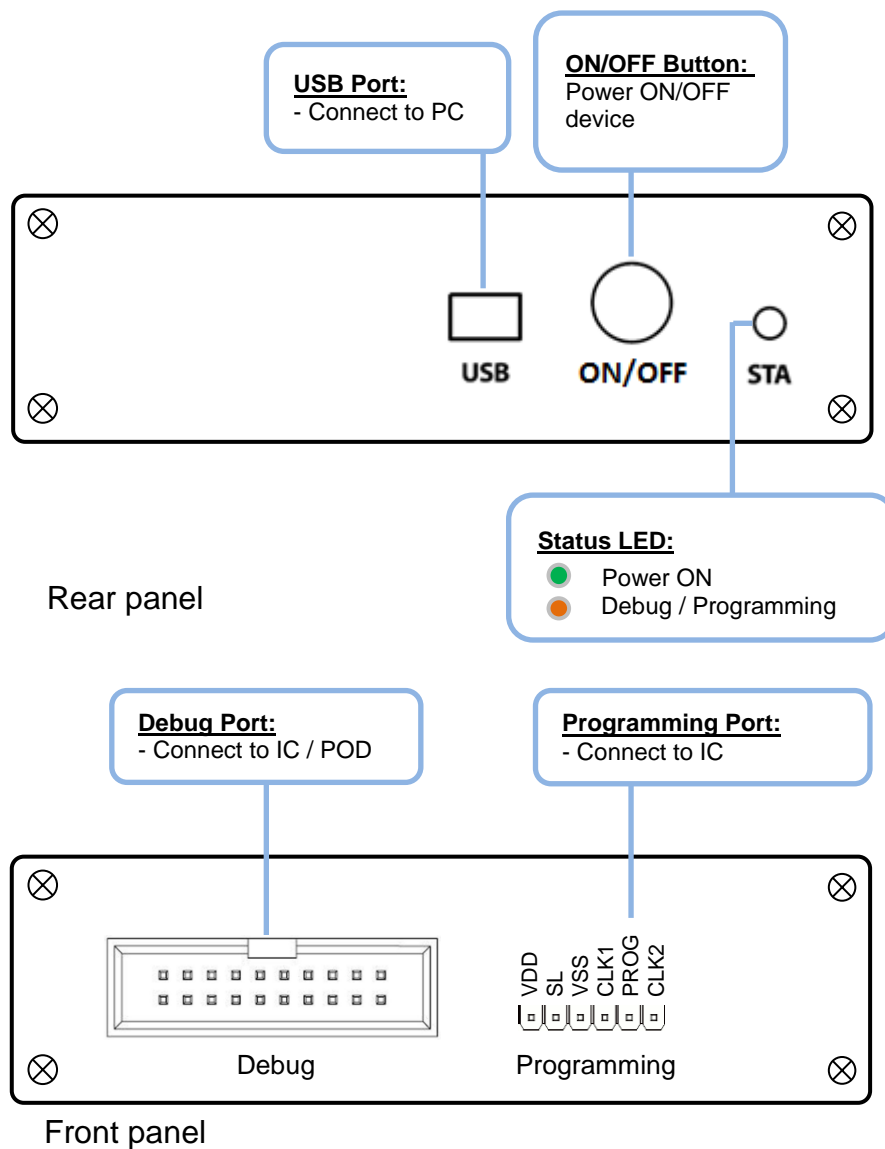 USB Port:
- Connect to PC
ON/OFF Button:
Power ON/OFF
device
USB
ON/OFF
STA
Status LED:
Power ON
Debug / Programming
Rear panel
Debug Port:
- Connect to IC / POD
Programming Port:
- Connect to IC
VDD
SL
VSS
CLK1
PROG
CLK2
Debug
Programming
Front panel